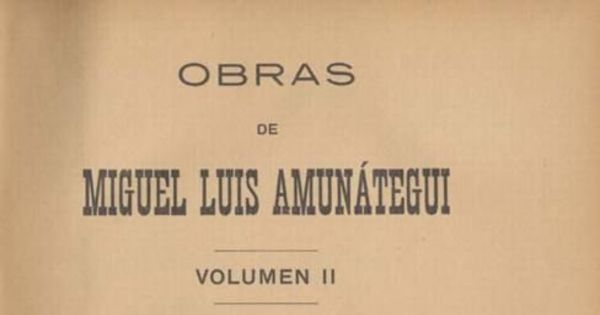 OBRAS
DE
MIGUEL LUIS AMUNÁTEGUI
VOLUMEN II